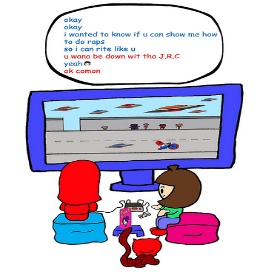 okay
okay
i wanted to know if u can show me how
to do raps
so i can rite like u
u wana be down wit tha J.R.C
yeah
ok comon